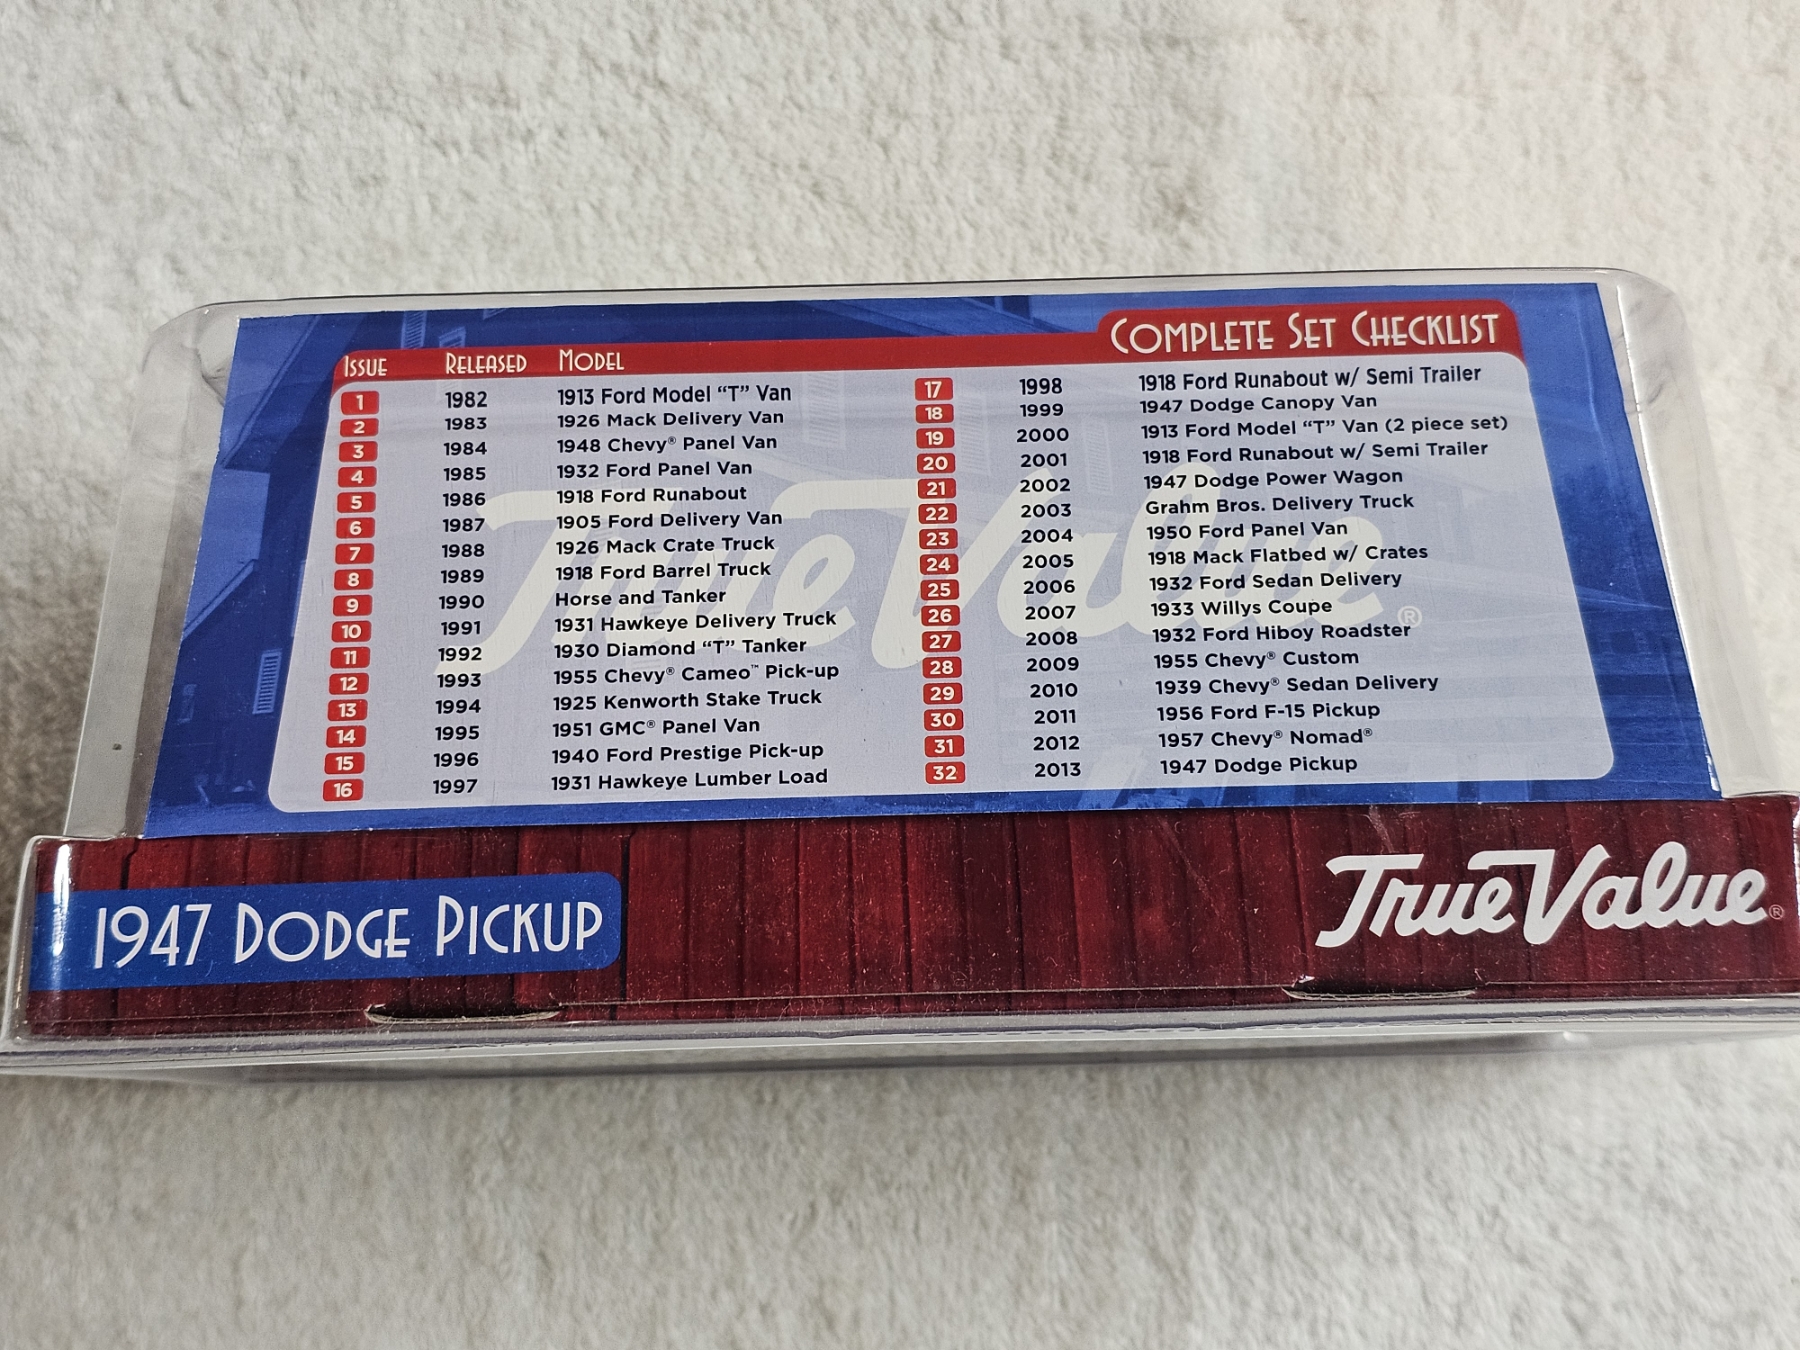 COMPLETE SET CHECKLIST
ISSUE RELEASED MODEL
1 1982 1913 Ford Model “T” Van
2 1983 1926 Mack Delivery Van
3 1984 1948 Chevy® Panel Van
4 1985 1932 Ford Panel Van
5 1986 1918 Ford Runabout
6 1987 1905 Ford Delivery Van
7 1988 1926 Mack Crate Truck
8 1989 1918 Ford Barrel Truck
9 1990 Horse and Tanker
10 1991 1931 Hawkeye Delivery Truck
11 1992 1930 Diamond “T” Tanker
12 1993 1955 Chevy® Cameo™ Pick-up
13 1994 1925 Kenworth Stake Truck
14 1995 1951 GMC® Panel Van
15 1996 1940 Ford Prestige Pick-up
16 1997 1931 Hawkeye Lumber Load
17 1998 1918 Ford Runabout w/ Semi Trailer
18 1999 1947 Dodge Canopy Van
19 2000 1913 Ford Model “T” Van (2 piece set)
20 2001 1918 Ford Runabout w/ Semi Trailer
21 2002 1947 Dodge Power Wagon
22 2003 Grahm Bros. Delivery Truck
23 2004 1950 Ford Panel Van
24 2005 1918 Mack Flatbed w/ Crates
25 2006 1932 Ford Sedan Delivery
26 2007 1933 Willys Coupe
27 2008 1932 Ford Hiboy Roadster
28 2009 1955 Chevy® Custom
29 2010 1939 Chevy® Sedan Delivery
30 2011 1956 Ford F-15 Pickup
31 2012 1957 Chevy® Nomad®
32 2013 1947 Dodge Pickup
True Value®
1947 DODGE PICKUP
True Value®